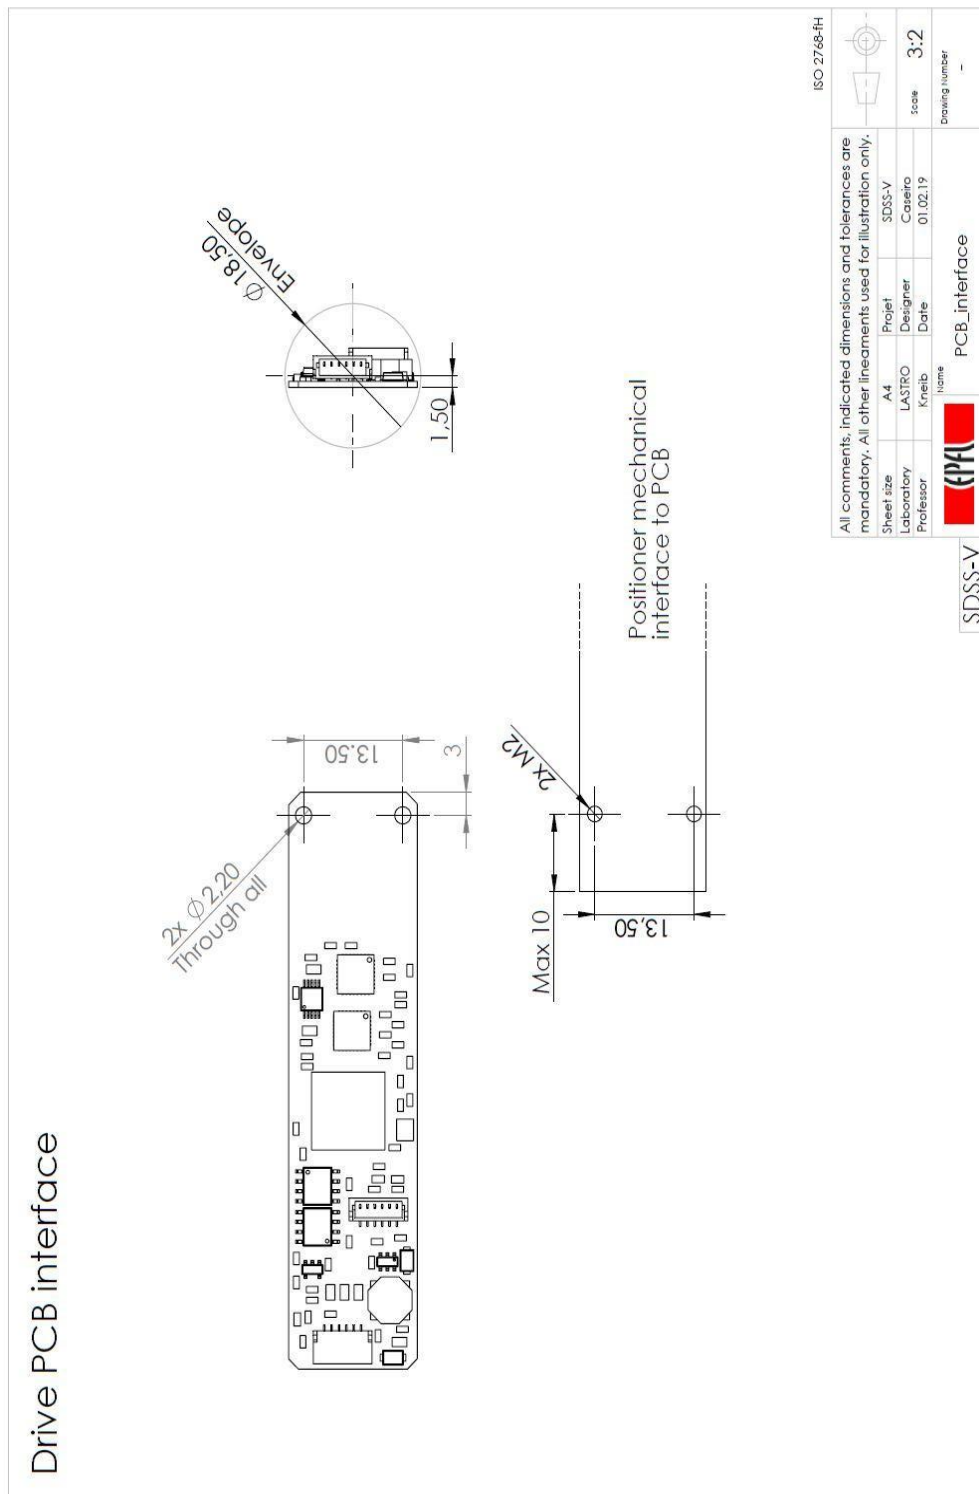 Drive PCB interface
2x Ø2,20
Through all
13.50
3
Ø 18,50
Envelope
1,50
2x M2
Max 10
13,50
Positioner mechanical
interface to PCB
ISO 2768-fH
All comments, indicated dimensions and tolerances are
mandatory. All other lineaments used for illustration only.
Sheet size A4 Projet SDSS-V
Laboratory LASTRO Designer Caseiro
Professor Kneib Date 01.02.19
Scale 3:2
EPFL
Name
PCB_interface
Drawing Number
-
SDSS-V